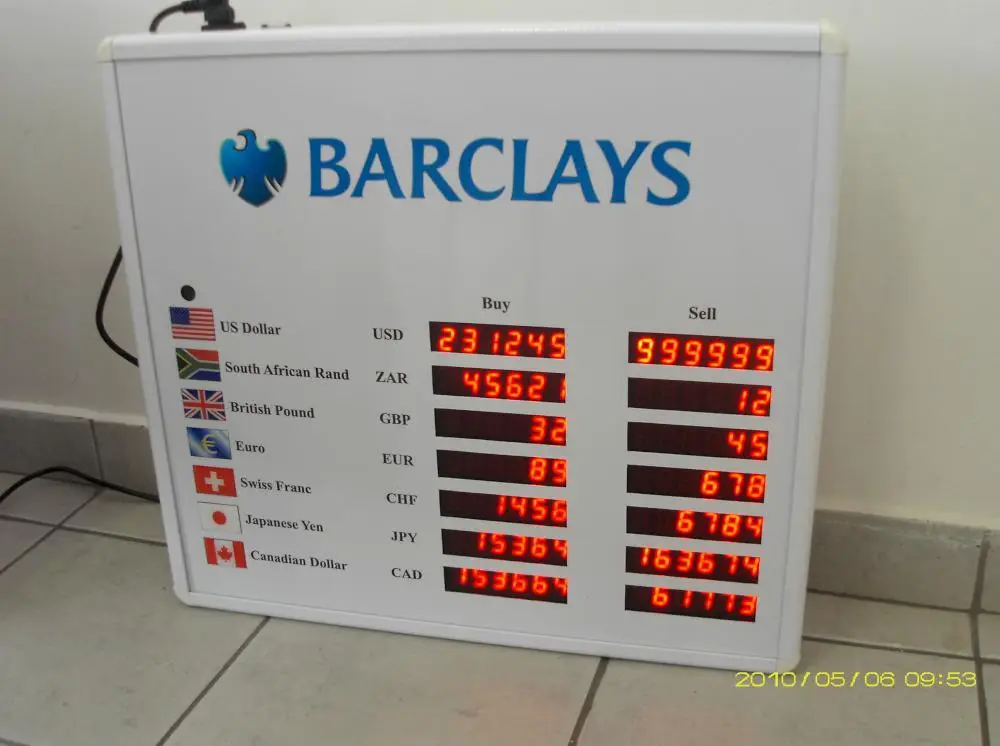 BARCLAYS
Buy Sell
US Dollar USD 231245 999999
South African Rand ZAR 45621 12
British Pound GBP 32 45
Euro EUR 89 678
Swiss Franc CHF 1456 6784
Japanese Yen JPY 15364 163674
Canadian Dollar CAD 153664 61773
2010/05/06 09:53